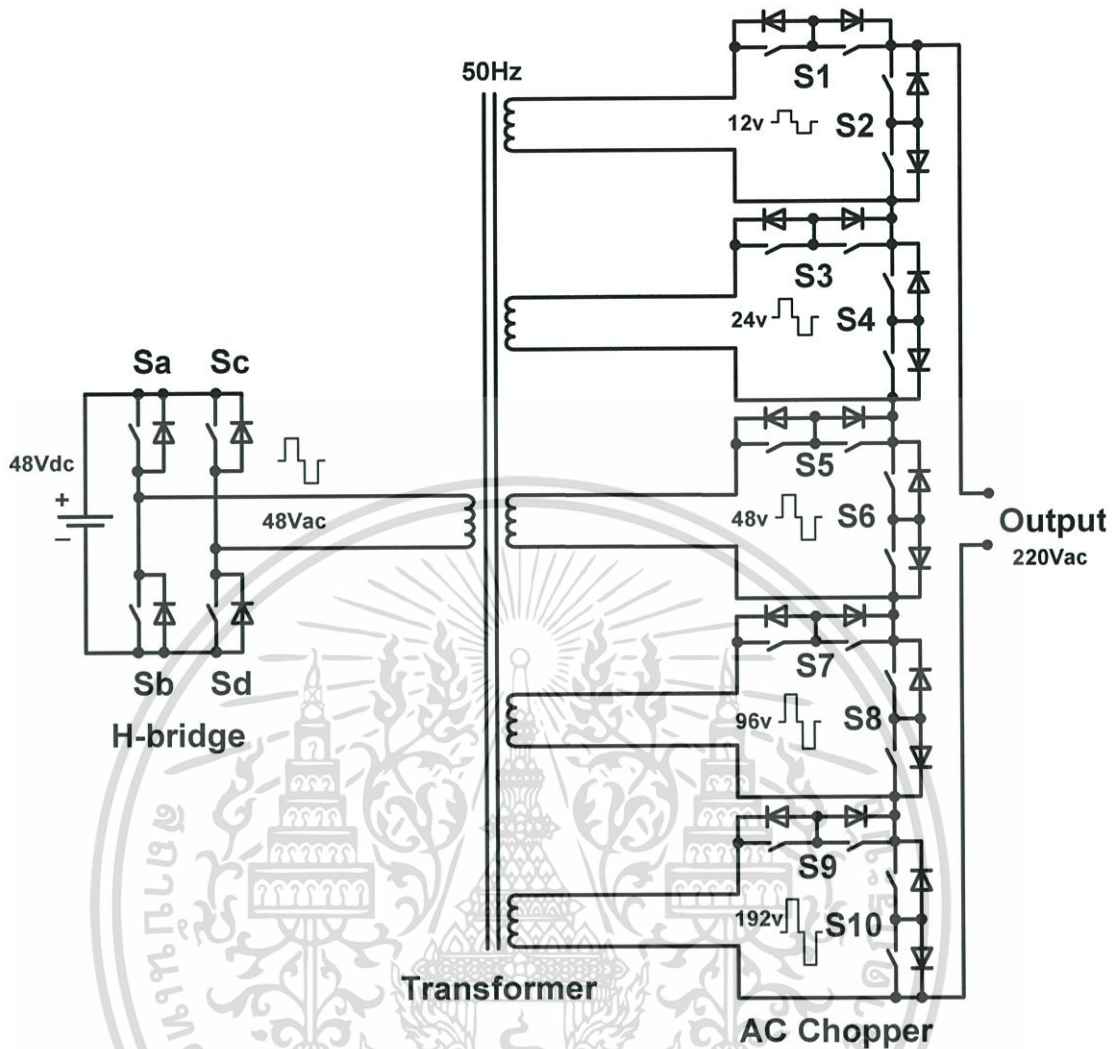 50Hz
S1
12v
S2
S3
24v
S4
Sa
Sc
48Vdc
+
−
48Vac
S5
48v
S6
Output
220Vac
Sb
Sd
H-bridge
S7
96v
S8
S9
192v
S10
Transformer
AC Chopper